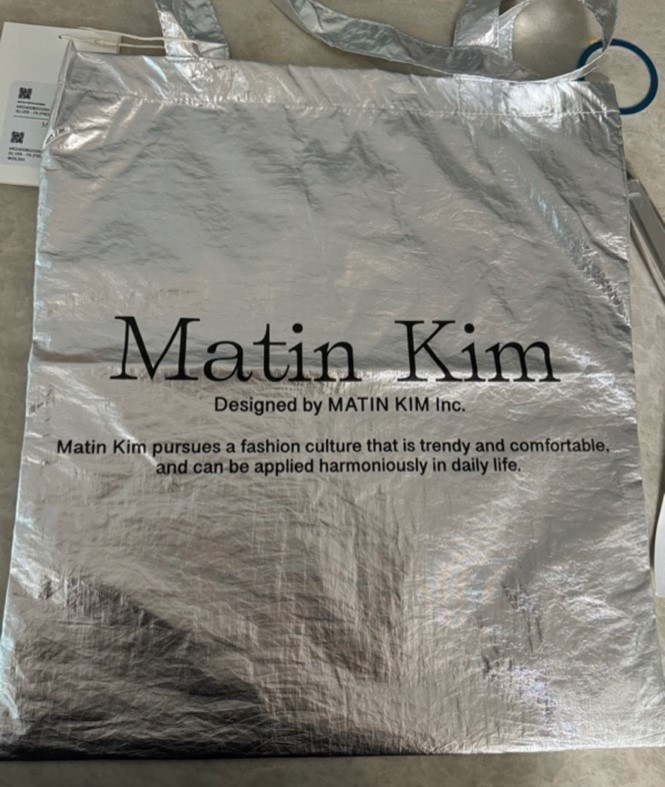 Matin Kim
Designed by MATIN KIM Inc.
Matin Kim pursues a fashion culture that is trendy and comfortable,
and can be applied harmoniously in daily life.